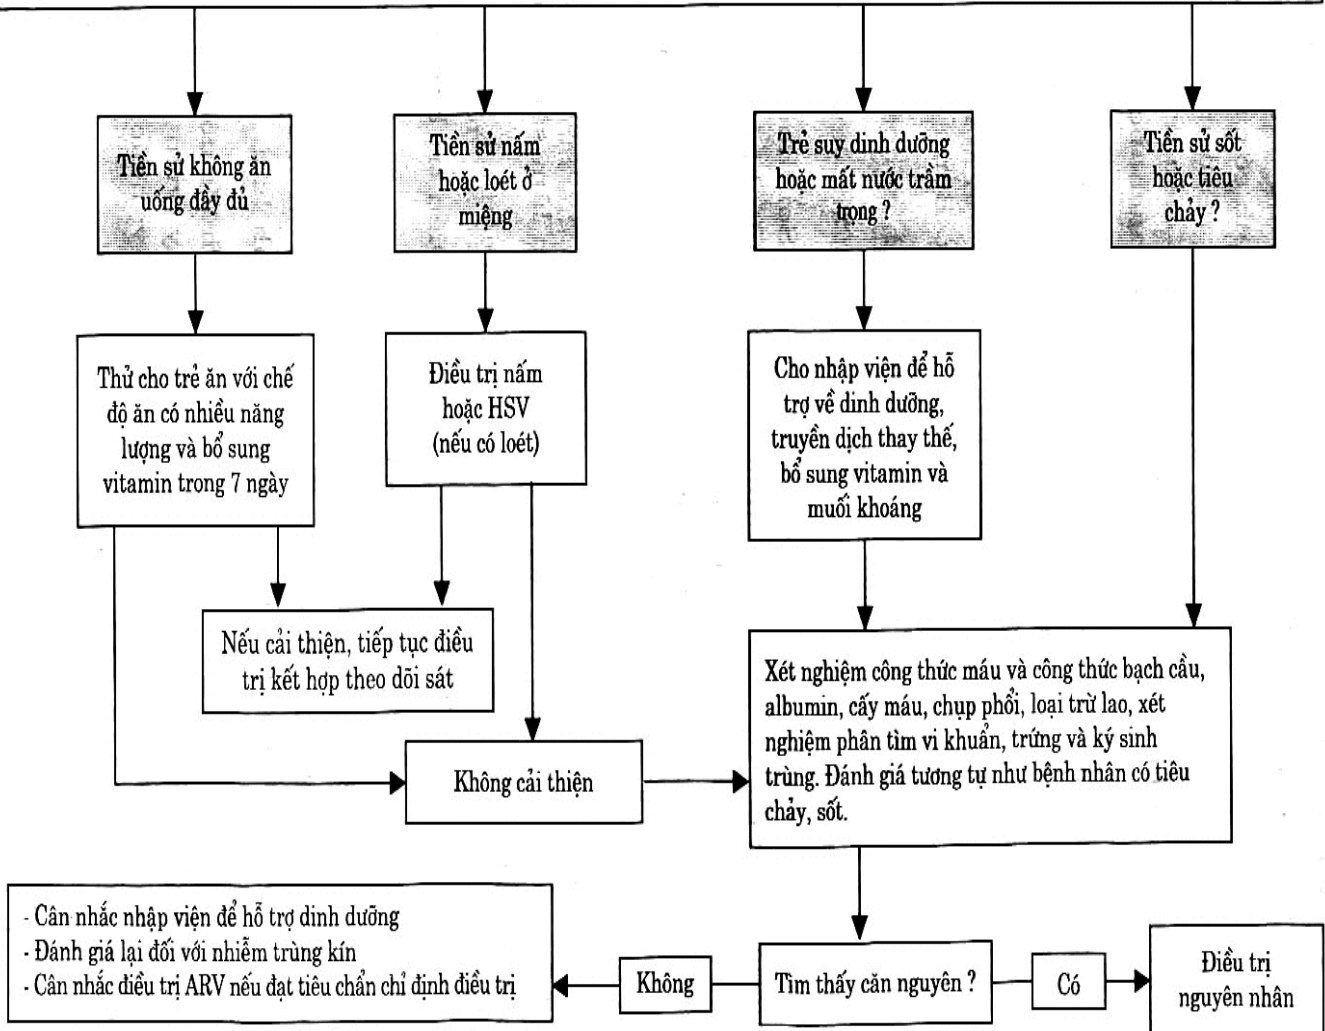 Tiền sử không ăn
uống đầy đủ
Tiền sử nấm
hoặc loét ở
miệng
Trẻ suy dinh dưỡng
hoặc mất nước trầm
trọng ?
Tiền sử sốt
hoặc tiêu
chảy ?
Thử cho trẻ ăn với chế
độ ăn có nhiều năng
lượng và bổ sung
vitamin trong 7 ngày
Điều trị nấm
hoặc HSV
(nếu có loét)
Cho nhập viện để hỗ
trợ về dinh dưỡng,
truyền dịch thay thế,
bổ sung vitamin và
muối khoáng
Nếu cải thiện, tiếp tục điều
trị kết hợp theo dõi sát
Không cải thiện
Xét nghiệm công thức máu và công thức bạch cầu,
albumin, cấy máu, chụp phổi, loại trừ lao, xét
nghiệm phân tìm vi khuẩn, trứng và ký sinh
trùng. Đánh giá tương tự như bệnh nhân có tiêu
chảy, sốt.
- Cân nhắc nhập viện để hỗ trợ dinh dưỡng
- Đánh giá lại đối với nhiễm trùng kín
- Cân nhắc điều trị ARV nếu đạt tiêu chẩn chỉ định điều trị
Không
Tìm thấy căn nguyên ?
Có
Điều trị
nguyên nhân